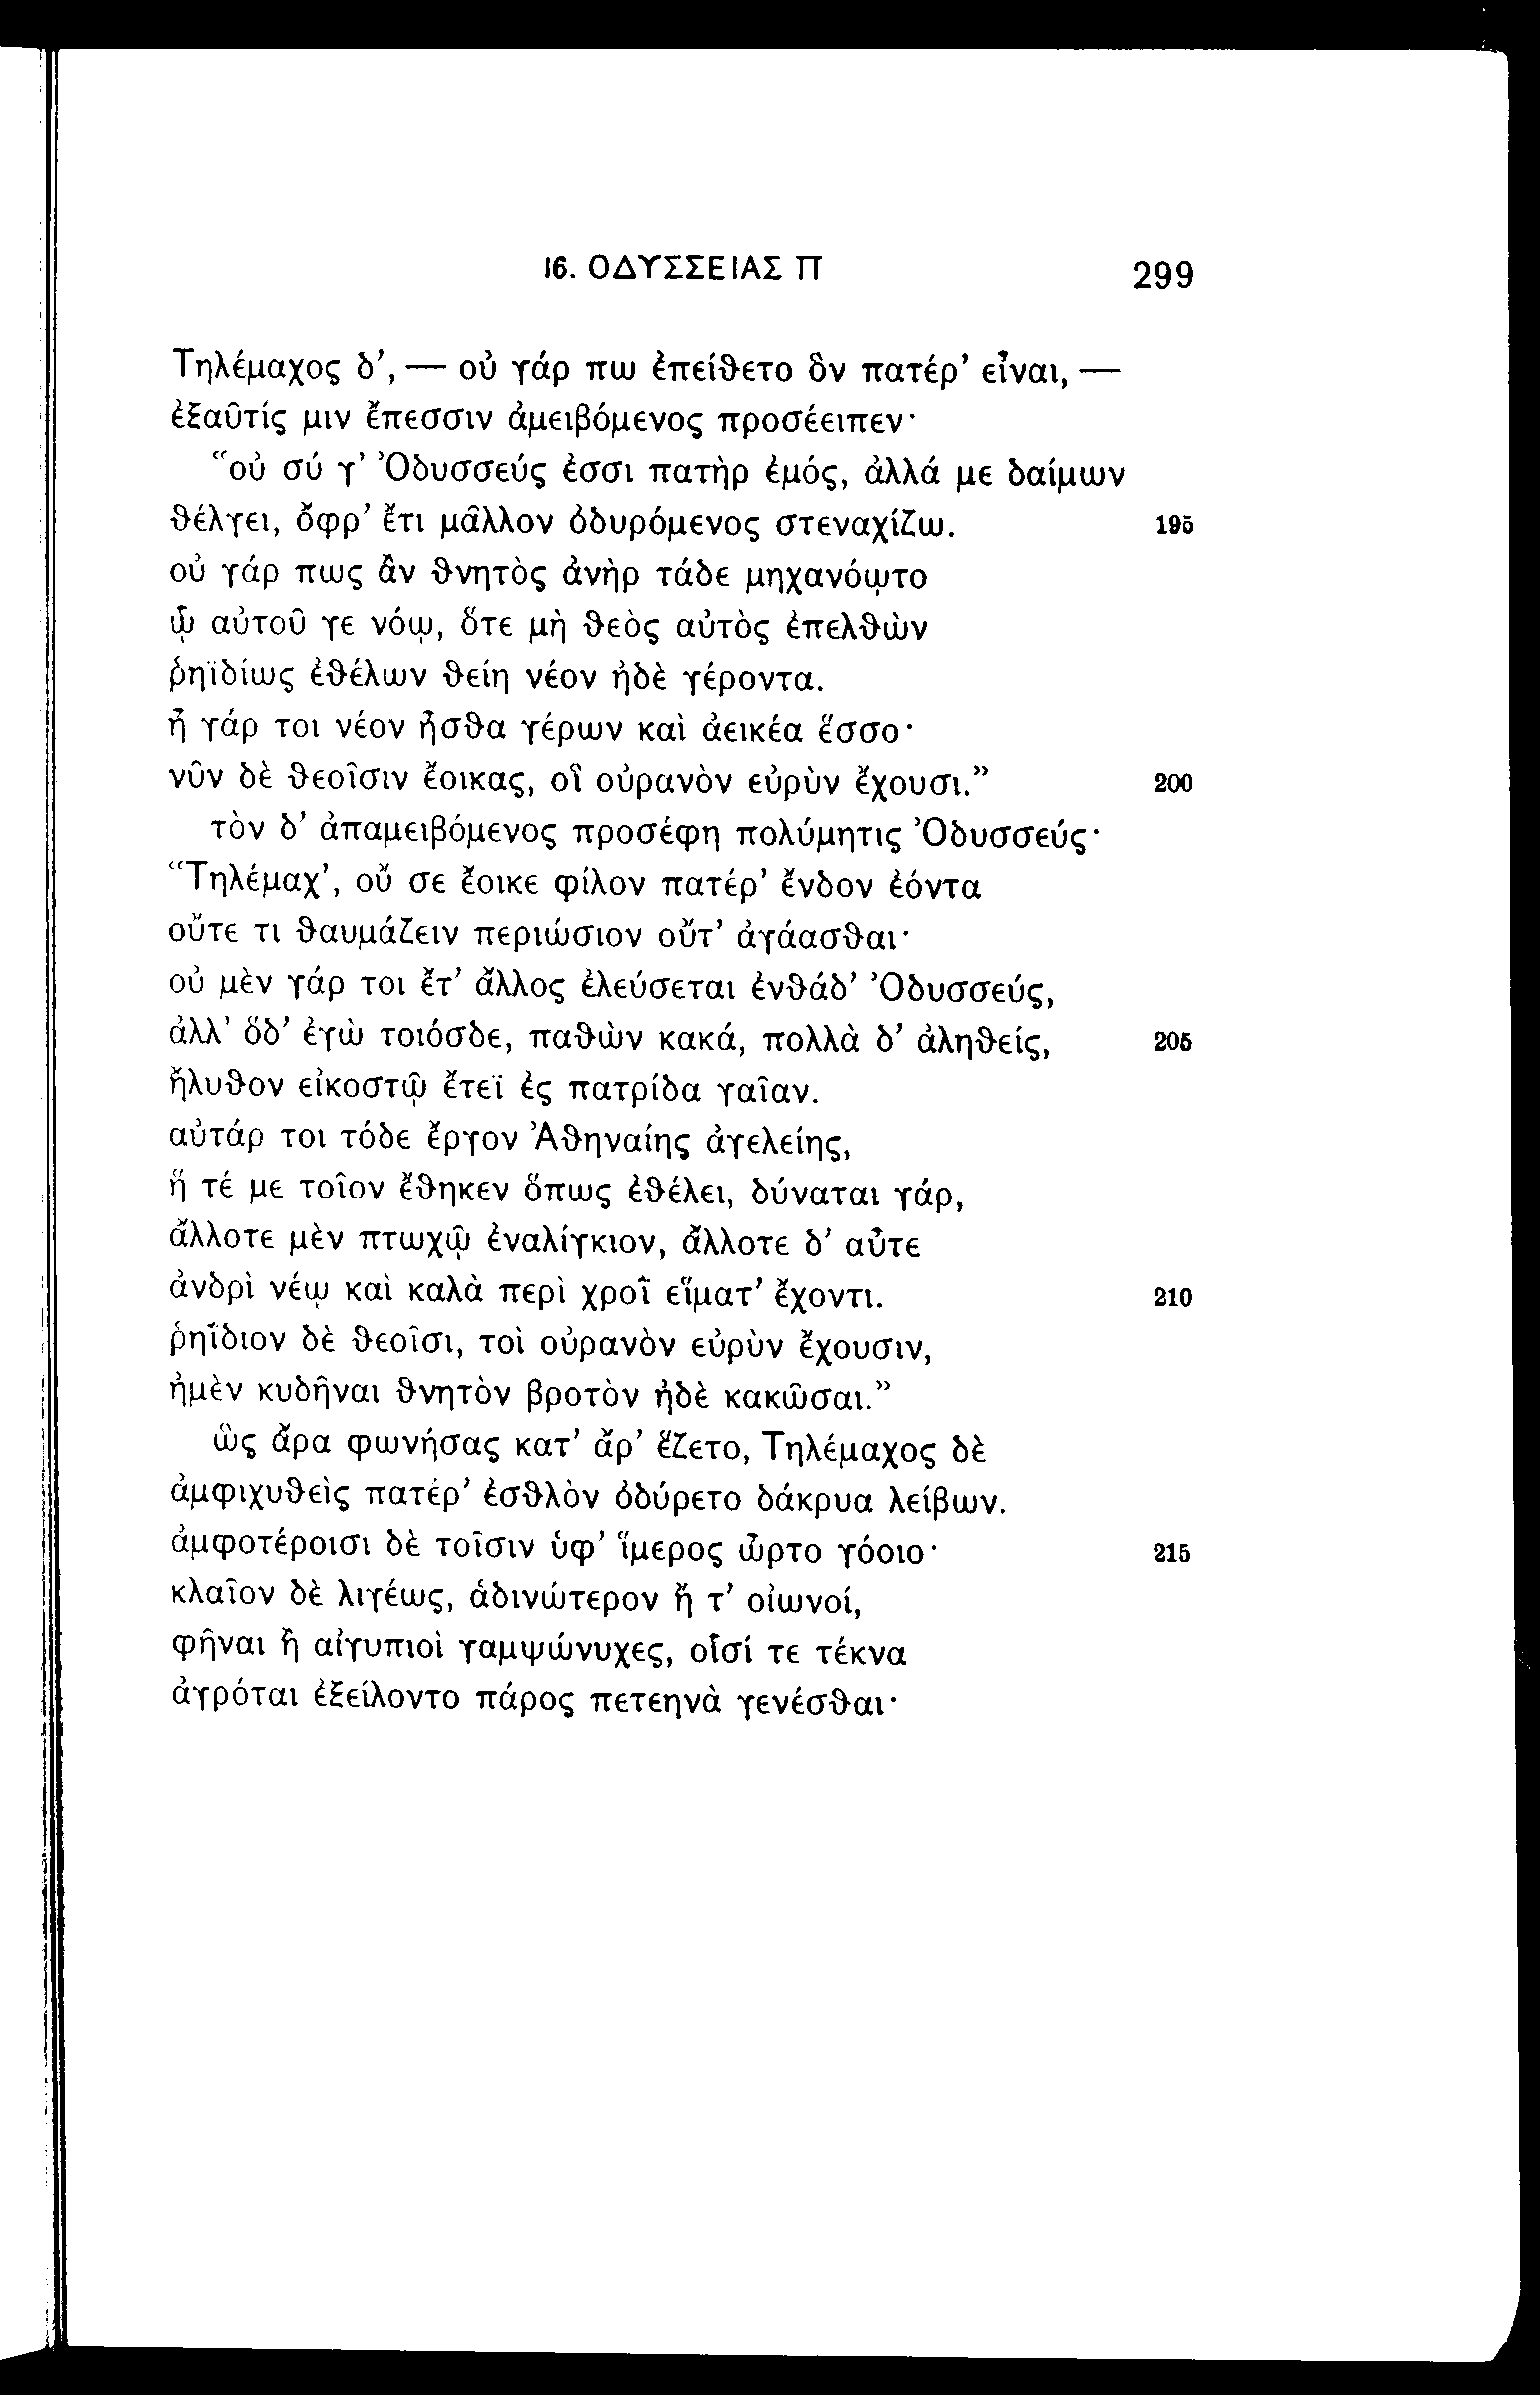 16. ΟΔΥΣΣΕΙΑΣ Π 299
Τηλέμαχος δ’, — οὐ γάρ πω ἐπείϑετο ὃν πατέρ’ εἶναι, —
ἐξαῦτίς μιν ἔπεσσιν ἀμειβόμενος προσέειπεν·
“οὐ σύ γ’ Ὀδυσσεύς ἐσσι πατὴρ ἐμός, ἀλλά με δαίμων
ϑέλγει, ὄφρ’ ἔτι μᾶλλον ὀδυρόμενος στεναχίζω. 195
οὐ γάρ πως ἂν ϑνητὸς ἀνὴρ τάδε μηχανόῳτο
ᾧ αὐτοῦ γε νόῳ, ὅτε μὴ ϑεὸς αὐτὸς ἐπελϑὼν
ῥηϊδίως ἐϑέλων ϑείη νέον ἠδὲ γέροντα.
ἦ γάρ τοι νέον ἦσϑα γέρων καὶ ἀεικέα ἕσσο·
νῦν δὲ ϑεοῖσιν ἔοικας, οἳ οὐρανὸν εὐρὺν ἔχουσι.” 200
τὸν δ’ ἀπαμειβόμενος προσέφη πολύμητις Ὀδυσσεύς·
“Τηλέμαχ’, οὔ σε ἔοικε φίλον πατέρ’ ἔνδον ἐόντα
οὔτε τι ϑαυμάζειν περιώσιον οὔτ’ ἀγάασϑαι·
οὐ μὲν γάρ τοι ἔτ’ ἄλλος ἐλεύσεται ἐνϑάδ’ Ὀδυσσεύς,
ἀλλ’ ὅδ’ ἐγὼ τοιόσδε, παϑὼν κακά, πολλὰ δ’ ἀληϑείς, 205
ἤλυϑον εἰκοστῷ ἔτεϊ ἐς πατρίδα γαῖαν.
αὐτάρ τοι τόδε ἔργον Ἀϑηναίης ἀγελείης,
ἥ τέ με τοῖον ἔϑηκεν ὅπως ἐϑέλει, δύναται γάρ,
ἄλλοτε μὲν πτωχῷ ἐναλίγκιον, ἄλλοτε δ’ αὖτε
ἀνδρὶ νέῳ καὶ καλὰ περὶ χροῒ εἵματ’ ἔχοντι. 210
ῥηΐδιον δὲ ϑεοῖσι, τοὶ οὐρανὸν εὐρὺν ἔχουσιν,
ἠμὲν κυδῆναι ϑνητὸν βροτὸν ἠδὲ κακῶσαι.”
ὣς ἄρα φωνήσας κατ’ ἄρ’ ἕζετο, Τηλέμαχος δὲ
ἀμφιχυϑεὶς πατέρ’ ἐσϑλὸν ὀδύρετο δάκρυα λείβων.
ἀμφοτέροισι δὲ τοῖσιν ὑφ’ ἵμερος ὦρτο γόοιο· 215
κλαῖον δὲ λιγέως, ἁδινώτερον ἤ τ’ οἰωνοί,
φῆναι ἢ αἰγυπιοὶ γαμψώνυχες, οἷσί τε τέκνα
ἀγρόται ἐξείλοντο πάρος πετεηνὰ γενέσϑαι·